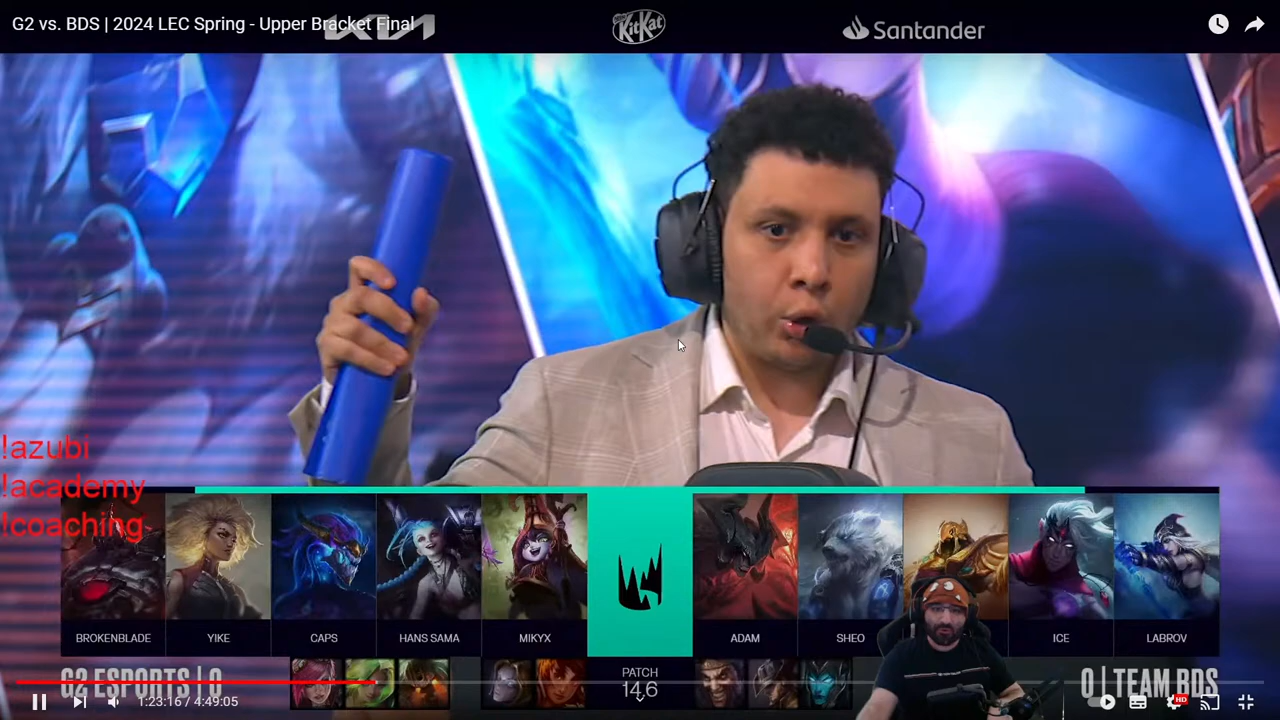 G2 vs. BDS | 2024 LEC Spring - Upper Bracket Final
KIA
KitKat
Santander
!azubi
!academy
!coaching
BROKENBLADE YIKE CAPS HANS SAMA MIKYX ADAM SHEO ICE LABROV
G2 ESPORTS | 0
PATCH
14.6
0 | TEAM BDS
1:23:16 / 4:49:05
HD